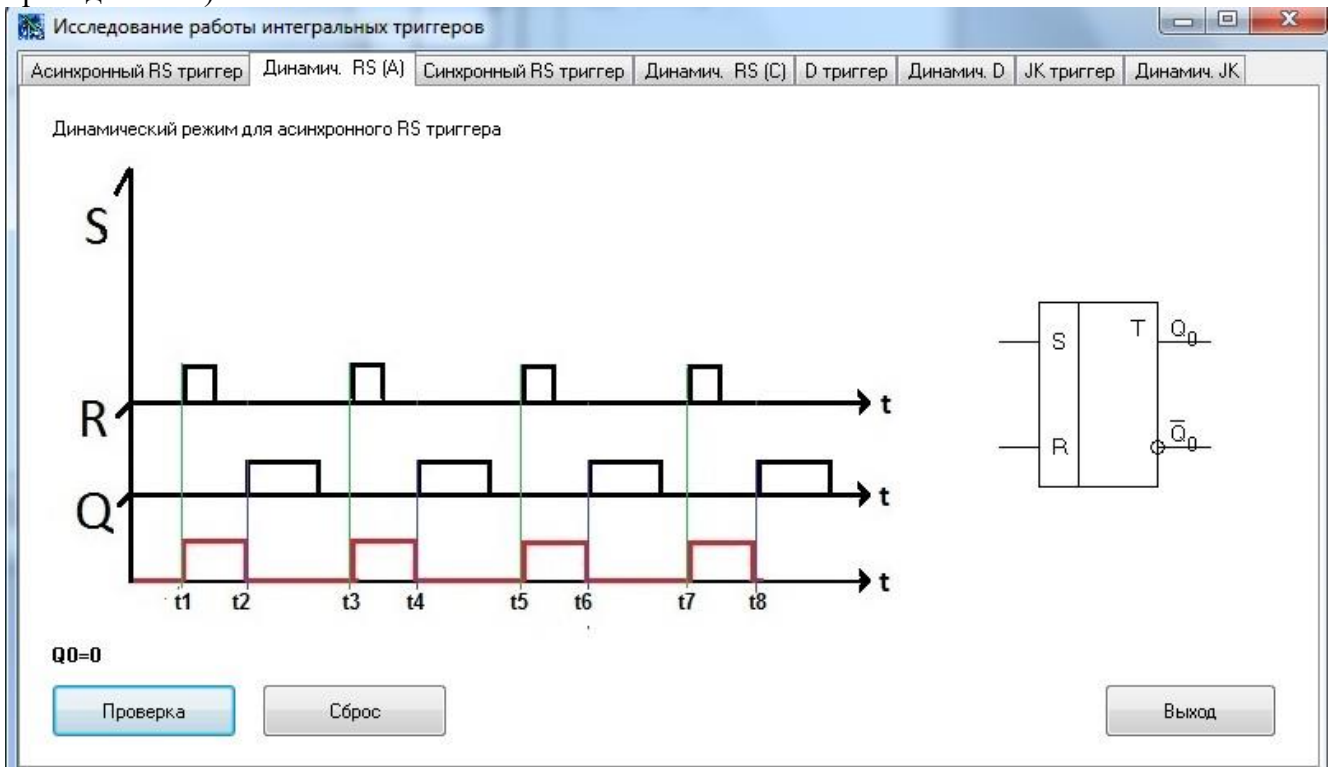 Исследование работы интегральных триггеров
Асинхронный RS триггер Динамич. RS (А) Синхронный RS триггер Динамич. RS (С) D триггер Динамич. D JK триггер Динамич. JK
Динамический режим для асинхронного RS триггера
S
t
R
t
Q
t
t1 t2 t3 t4 t5 t6 t7 t8
S T Q0
R Q̅0
Q0=0
Проверка Сброс Выход